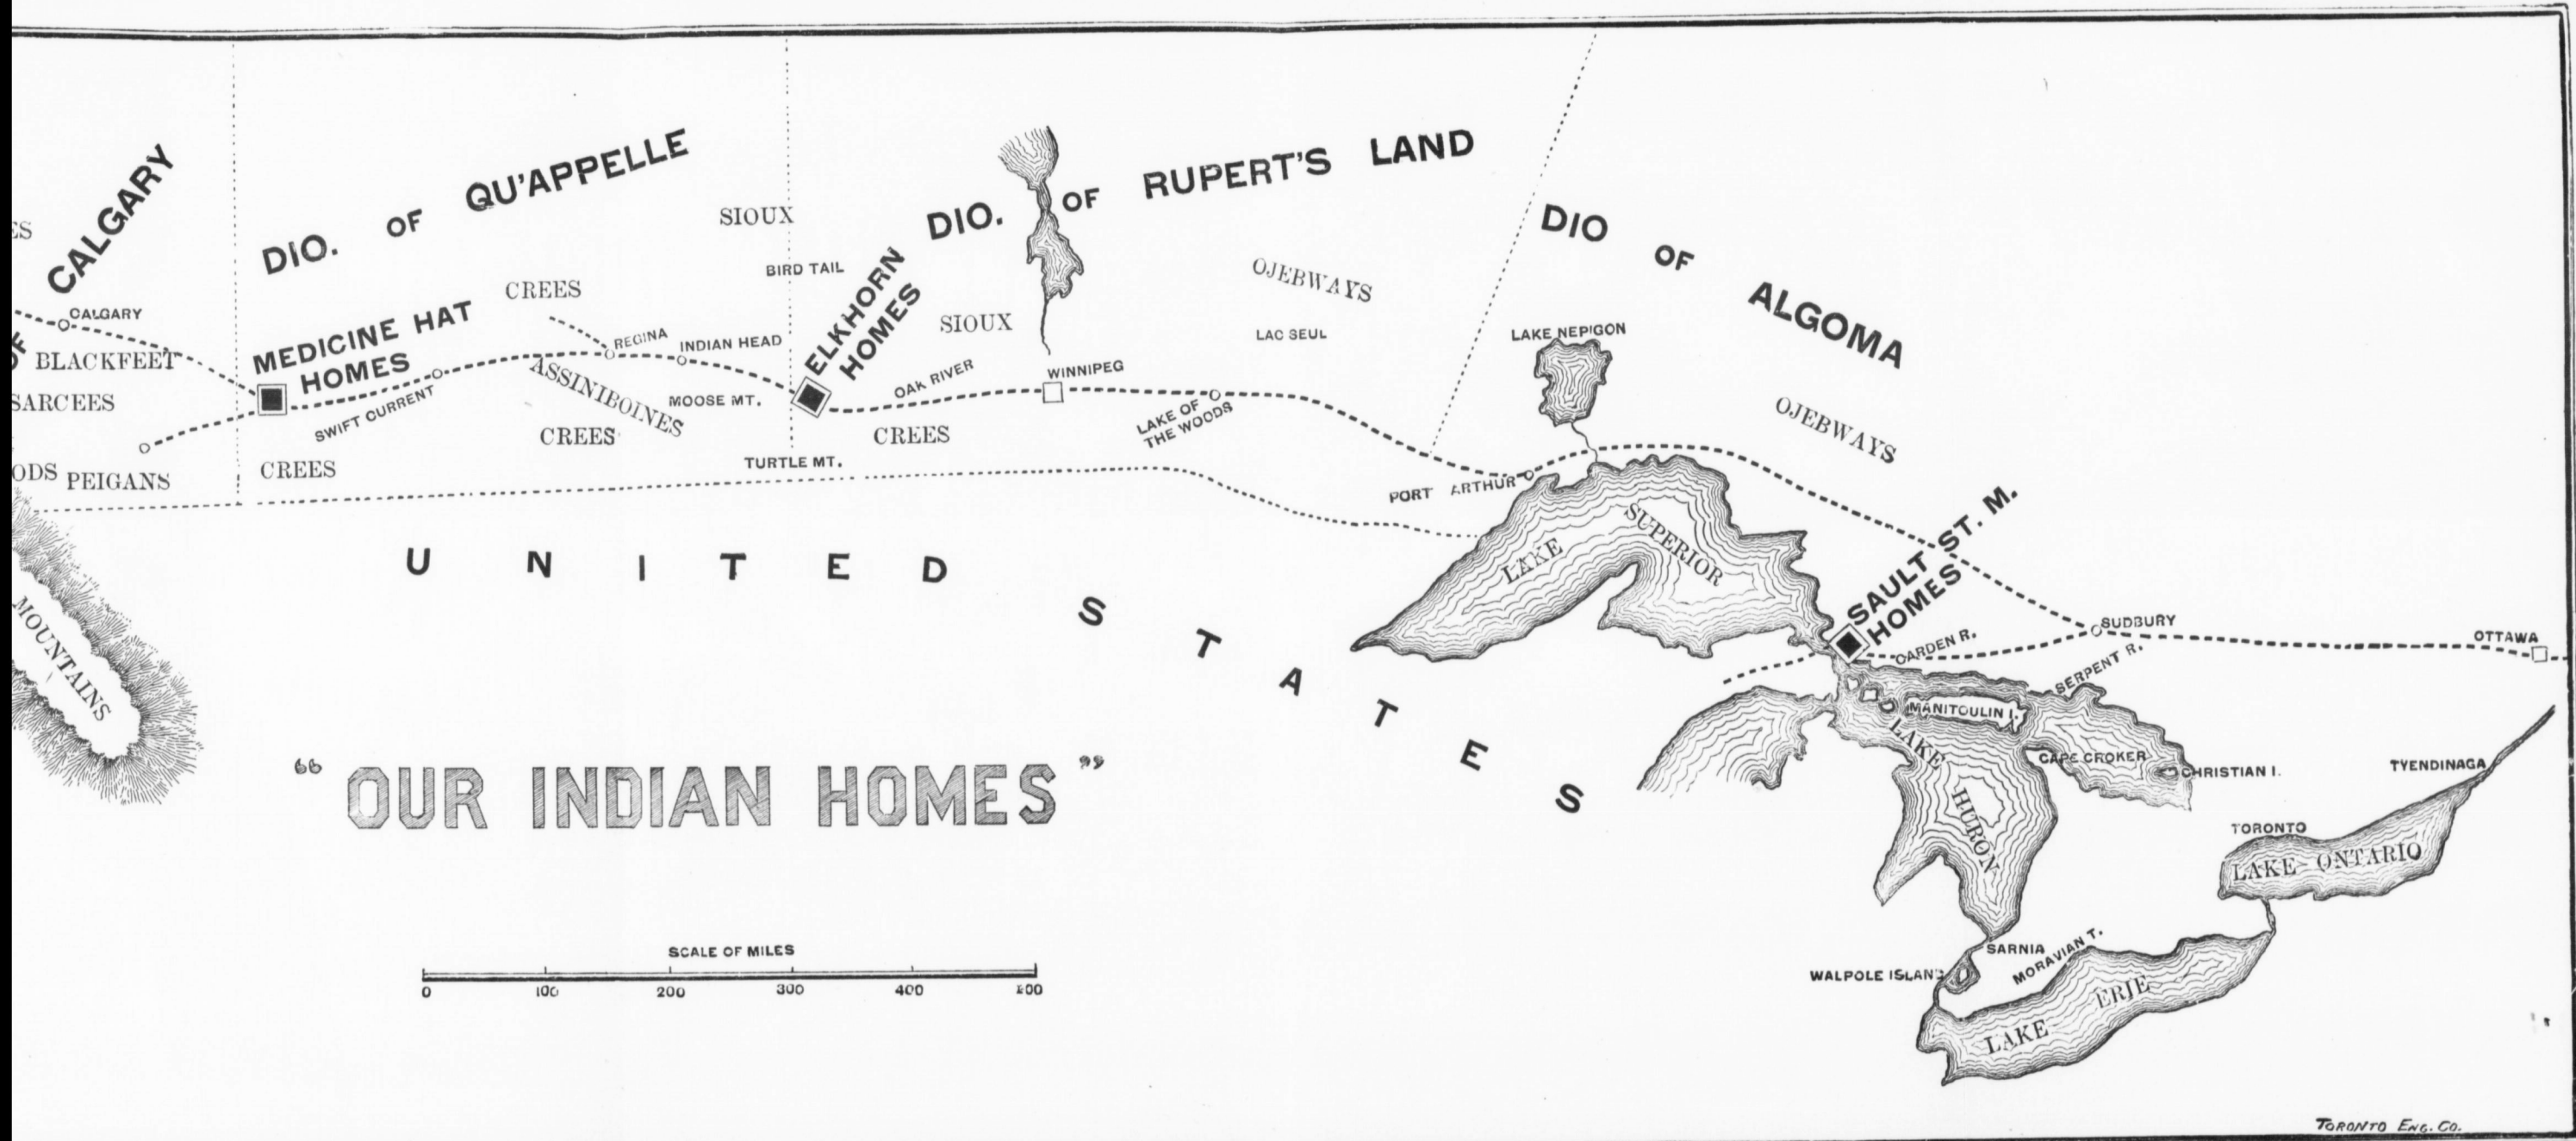 CALGARY
DIO. OF QU'APPELLE
DIO. OF RUPERT'S LAND
DIO OF ALGOMA
ES
OF
CALGARY
BLACKFEET
SARCEES
ODS PEIGANS
MEDICINE HAT
HOMES
SWIFT CURRENT
CREES
CREES
REGINA
INDIAN HEAD
ASSINIBOINES
MOOSE MT.
CREES
TURTLE MT.
SIOUX
BIRD TAIL
ELKHORN
HOMES
SIOUX
OAK RIVER
WINNIPEG
CREES
LAKE OF
THE WOODS
OJEBWAYS
LAC SEUL
LAKE NEPIGON
PORT ARTHUR
OJEBWAYS
LAKE SUPERIOR
SAULT ST. M.
HOMES
GARDEN R.
SUDBURY
SERPENT R.
OTTAWA
MANITOULIN I.
LAKE HURON
CAPE CROKER
CHRISTIAN I.
TYENDINAGA
TORONTO
LAKE ONTARIO
SARNIA
MORAVIAN T.
WALPOLE ISLAND
LAKE ERIE
UNITED STATES
MOUNTAINS
"OUR INDIAN HOMES"
SCALE OF MILES
0 100 200 300 400 500
TORONTO ENG. CO.